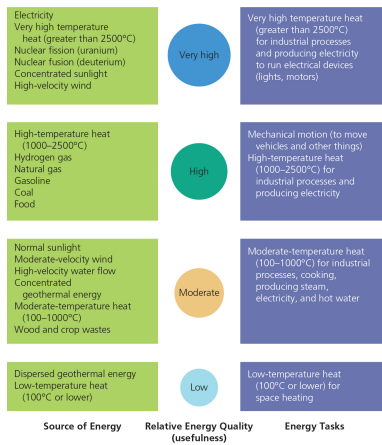 Electricity
Very high temperature
heat (greater than 2500°C)
Nuclear fission (uranium)
Nuclear fusion (deuterium)
Concentrated sunlight
High-velocity wind
Very high
Very high temperature heat
(greater than 2500°C)
for industrial processes
and producing electricity
to run electrical devices
(lights, motors)
High-temperature heat
(1000–2500°C)
Hydrogen gas
Natural gas
Gasoline
Coal
Food
High
Mechanical motion (to move
vehicles and other things)
High-temperature heat
(1000–2500°C) for
industrial processes and
producing electricity
Normal sunlight
Moderate-velocity wind
High-velocity water flow
Concentrated
geothermal energy
Moderate-temperature heat
(100–1000°C)
Wood and crop wastes
Moderate
Moderate-temperature heat
(100–1000°C) for industrial
processes, cooking,
producing steam,
electricity, and hot water
Dispersed geothermal energy
Low-temperature heat
(100°C or lower)
Low
Low-temperature heat
(100°C or lower) for
space heating
Source of Energy
Relative Energy Quality
(usefulness)
Energy Tasks